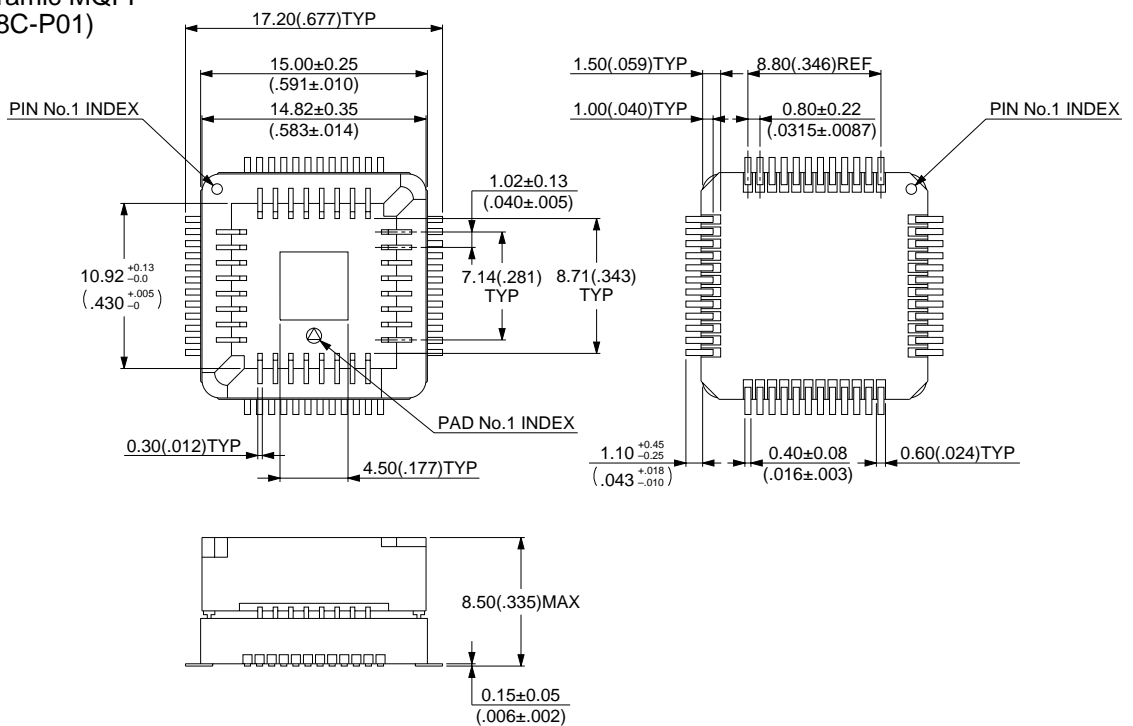 8C-P01)
17.20(.677)TYP
15.00±0.25
(.591±.010)
14.82±0.35
(.583±.014)
PIN No.1 INDEX
1.02±0.13
(.040±.005)
10.92 +0.13 –0.0
(.430 +.005 –0 )
7.14(.281)
TYP
8.71(.343)
TYP
PAD No.1 INDEX
0.30(.012)TYP
4.50(.177)TYP
1.50(.059)TYP
8.80(.346)REF
1.00(.040)TYP
0.80±0.22
(.0315±.0087)
PIN No.1 INDEX
1.10 +0.45 –0.25
(.043 +.018 –.010 )
0.40±0.08
(.016±.003)
0.60(.024)TYP
8.50(.335)MAX
0.15±0.05
(.006±.002)